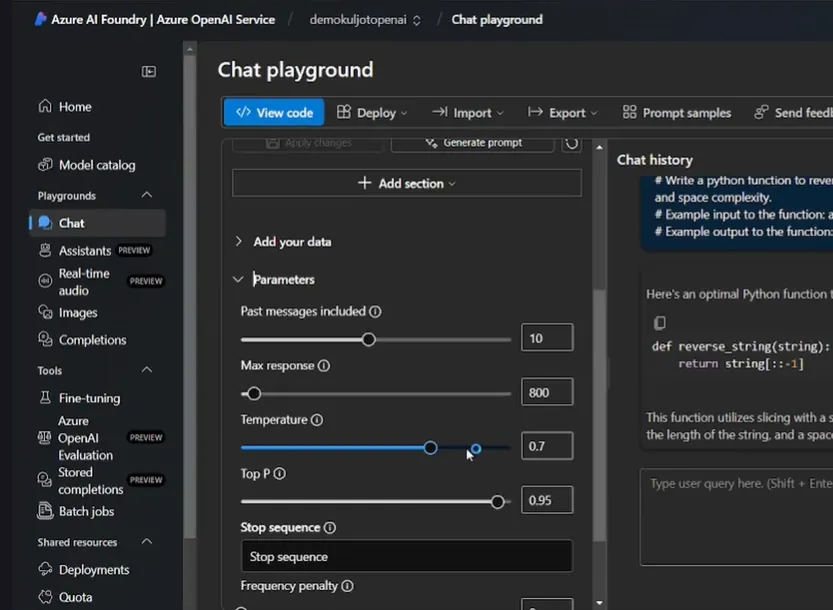 Azure AI Foundry | Azure OpenAI Service / demokuljotopenai / Chat playground
Home
Get started
Model catalog
Playgrounds
Chat
Assistants PREVIEW
Real-time
audio
PREVIEW
Images
Completions
Tools
Fine-tuning
Azure
OpenAI
Evaluation
PREVIEW
Stored
completions
PREVIEW
Batch jobs
Shared resources
Deployments
Quota
Chat playground
View code
Deploy
Import
Export
Prompt samples
Send feedb
Apply changes
Generate prompt
+ Add section
Add your data
Parameters
Past messages included
10
Max response
800
Temperature
0.7
Top P
0.95
Stop sequence
Stop sequence
Frequency penalty
Chat history
# Write a python function to rever
and space complexity.
# Example input to the function: a
# Example output to the function:
Here's an optimal Python function t
def reverse_string(string):
return string[::-1]
This function utilizes slicing with a s
the length of the string, and a space
Type user query here. (Shift + Ente